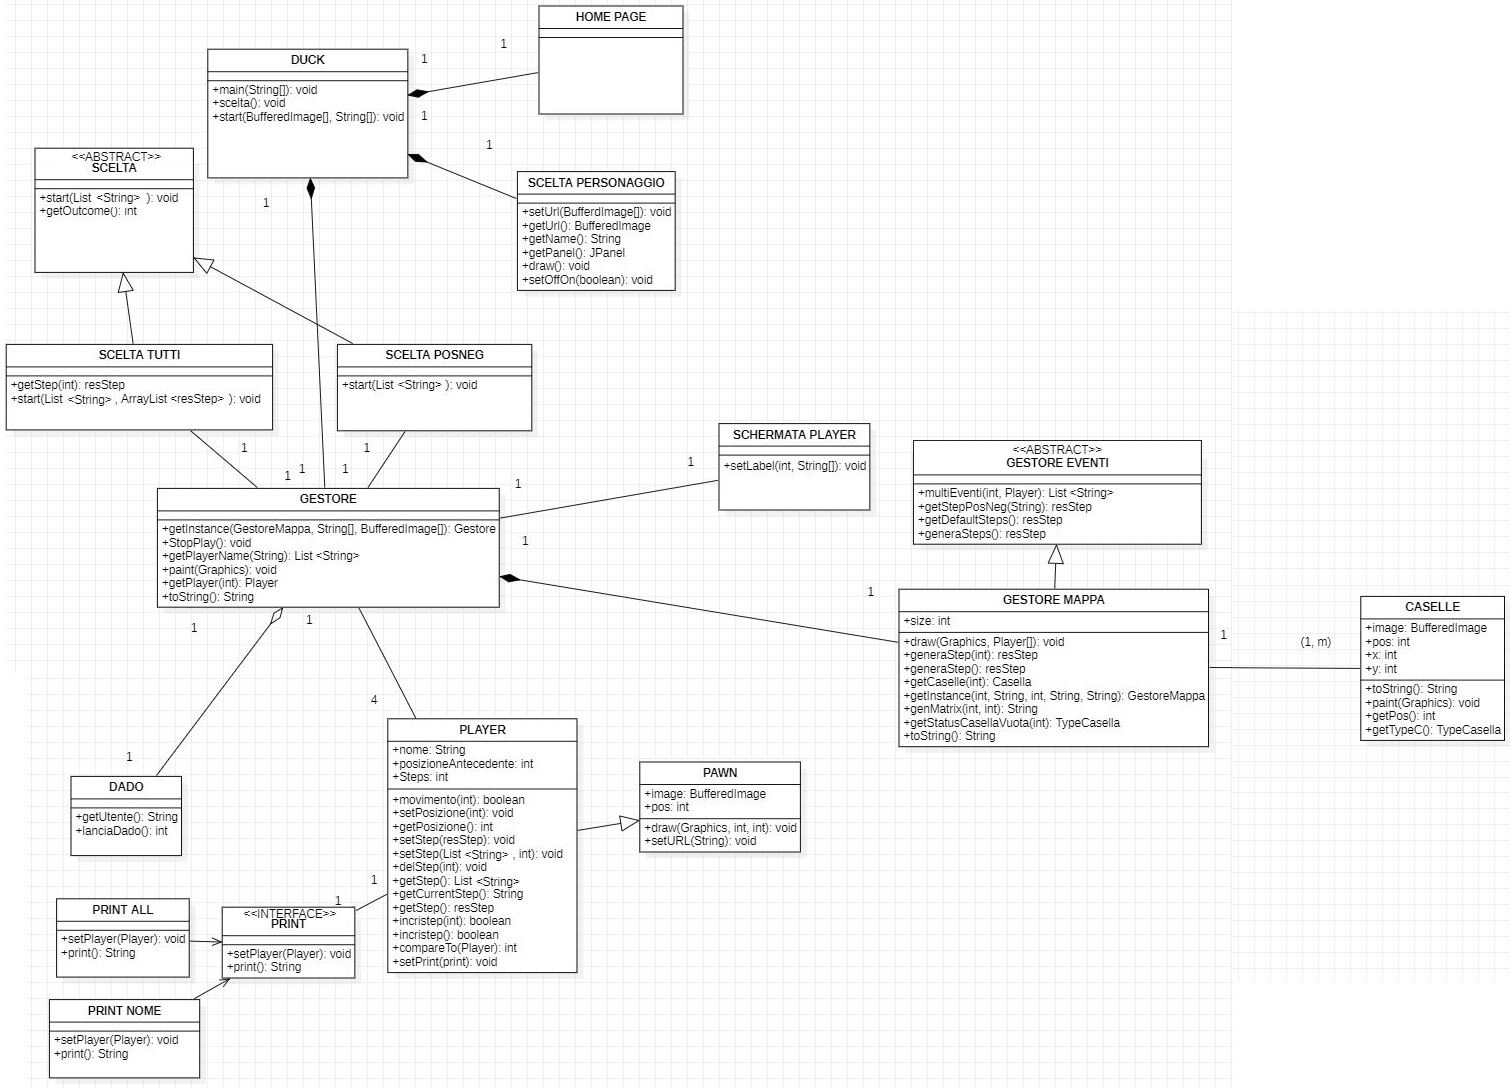 HOME PAGE
1
DUCK
+main(String[]): void
+scelta(): void
+start(BufferedImage[], String[]): void
1
1
1
1
<<ABSTRACT>>
SCELTA
+start(List <String> ): void
+getOutcome(): int
SCELTA PERSONAGGIO
+setUrl(BufferdImage[]): void
+getUrl(): BufferedImage
+getName(): String
+getPanel(): JPanel
+draw(): void
+setOffOn(boolean): void
SCELTA TUTTI
+getStep(int): resStep
+start(List <String> , ArrayList <resStep> ): void
SCELTA POSNEG
+start(List <String> ): void
1
1
1
1
1
SCHERMATA PLAYER
+setLabel(int, String[]): void
1
1
1
<<ABSTRACT>>
GESTORE EVENTI
+multiEventi(int, Player): List <String>
+getStepPosNeg(String): resStep
+getDefaultSteps(): resStep
+generaSteps(): resStep
GESTORE
+getInstance(GestoreMappa, String[], BufferedImage[]): Gestore
+StopPlay(): void
+getPlayerName(String): List <String>
+paint(Graphics): void
+getPlayer(int): Player
+toString(): String
1
1
1
GESTORE MAPPA
+size: int
+draw(Graphics, Player[]): void
+generaStep(int): resStep
+generaStep(): resStep
+getCaselle(int): Casella
+getInstance(int, String, int, String, String): GestoreMappa
+genMatrix(int, int): String
+getStatusCasellaVuota(int): TypeCasella
+toString(): String
1
(1, m)
CASELLE
+image: BufferedImage
+pos: int
+x: int
+y: int
+toString(): String
+paint(Graphics): void
+getPos(): int
+getTypeC(): TypeCasella
4
1
DADO
+getUtente(): String
+lanciaDado(): int
PLAYER
+nome: String
+posizioneAntecedente: int
+Steps: int
+movimento(int): boolean
+setPosizione(int): void
+getPosizione(): int
+setStep(resStep): void
+setStep(List <String> , int): void
+delStep(int): void
+getStep(): List <String>
+getCurrentStep(): String
+getStep(): resStep
+incristep(int): boolean
+incristep(): boolean
+compareTo(Player): int
+setPrint(print): void
PAWN
+image: BufferedImage
+pos: int
+draw(Graphics, int, int): void
+setURL(String): void
1
1
PRINT ALL
+setPlayer(Player): void
+print(): String
<<INTERFACE>>
PRINT
+setPlayer(Player): void
+print(): String
PRINT NOME
+setPlayer(Player): void
+print(): String